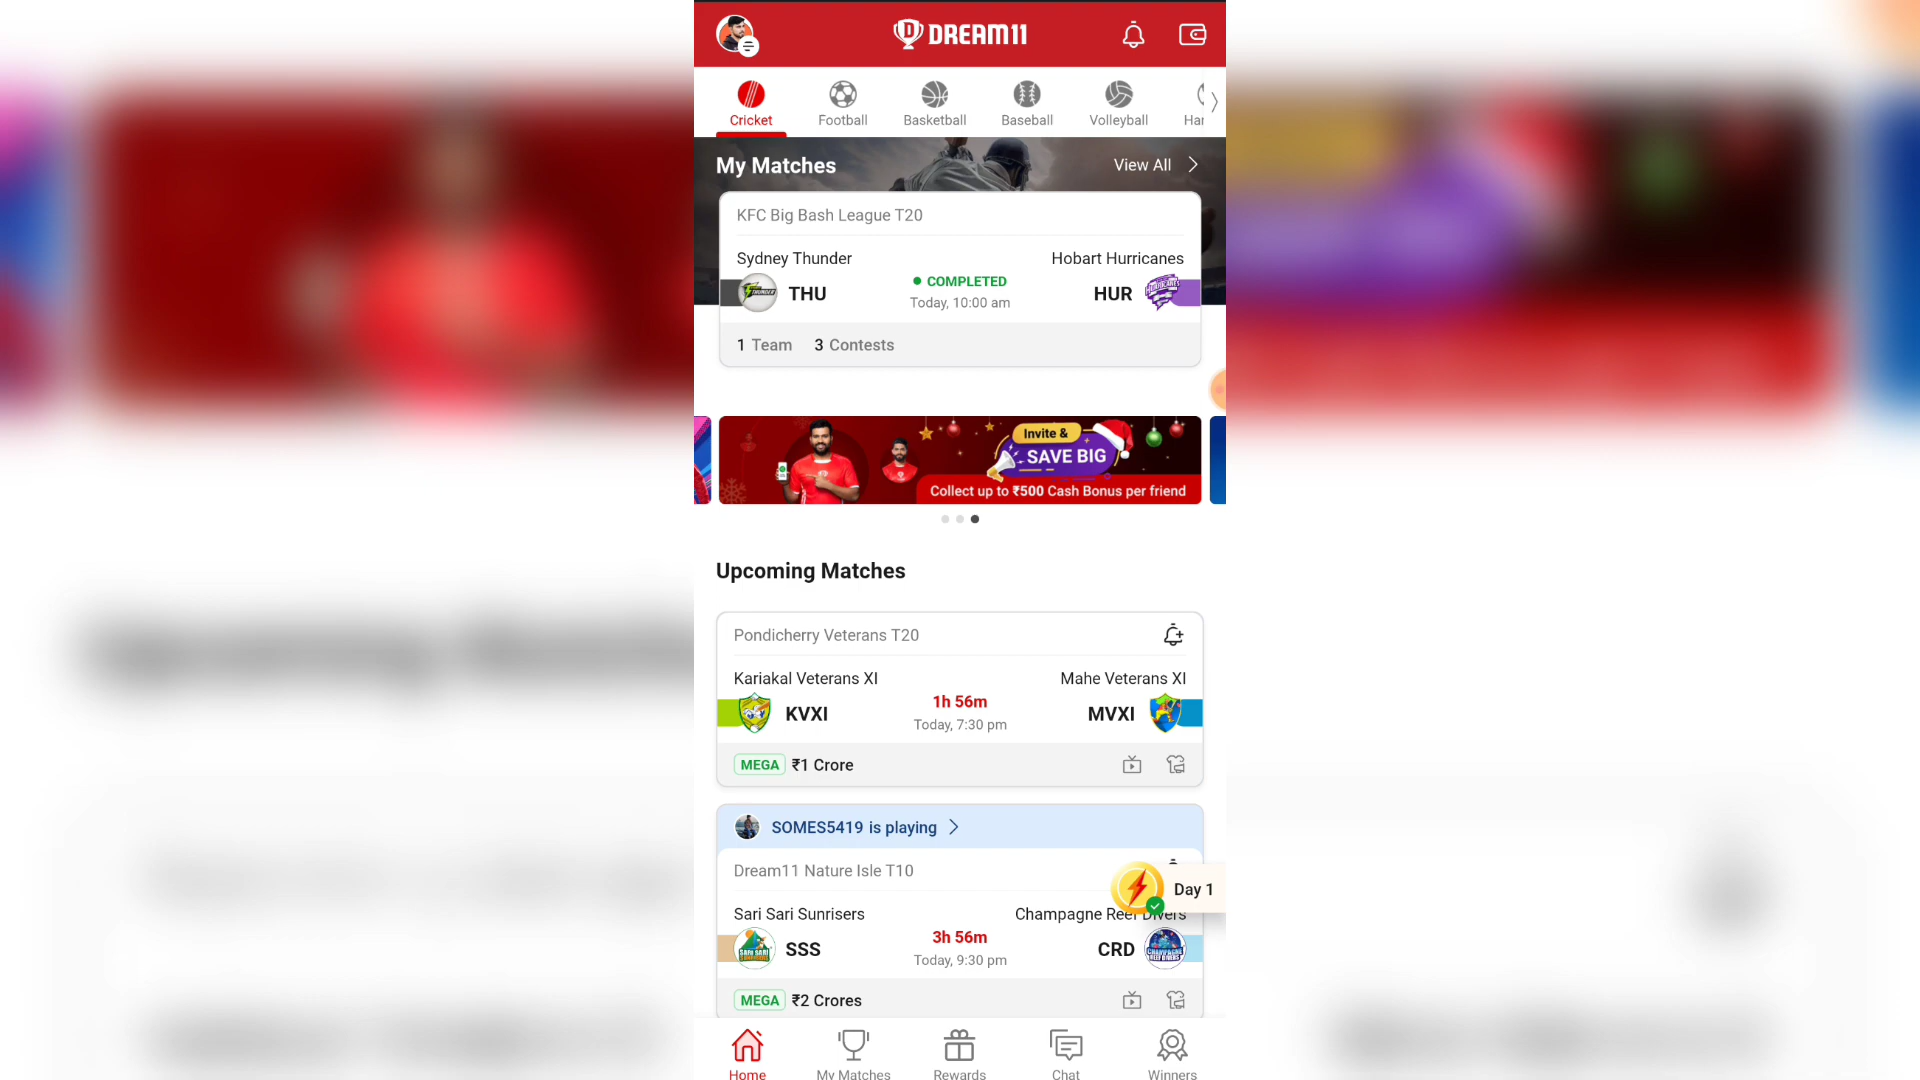 DREAM11
Cricket
Football
Basketball
Baseball
Volleyball
Har
My Matches
View All
KFC Big Bash League T20
Sydney Thunder
Hobart Hurricanes
THU
COMPLETED
Today, 10:00 am
HUR
1 Team 3 Contests
Invite &
SAVE BIG
Collect up to ₹500 Cash Bonus per friend
Upcoming Matches
Pondicherry Veterans T20
Kariakal Veterans XI
Mahe Veterans XI
KVXI
1h 56m
Today, 7:30 pm
MVXI
MEGA ₹1 Crore
SOMES5419 is playing
Dream11 Nature Isle T10
Day 1
Sari Sari Sunrisers
Champagne Reef Divers
SSS
3h 56m
Today, 9:30 pm
CRD
MEGA ₹2 Crores
Home
My Matches
Rewards
Chat
Winners